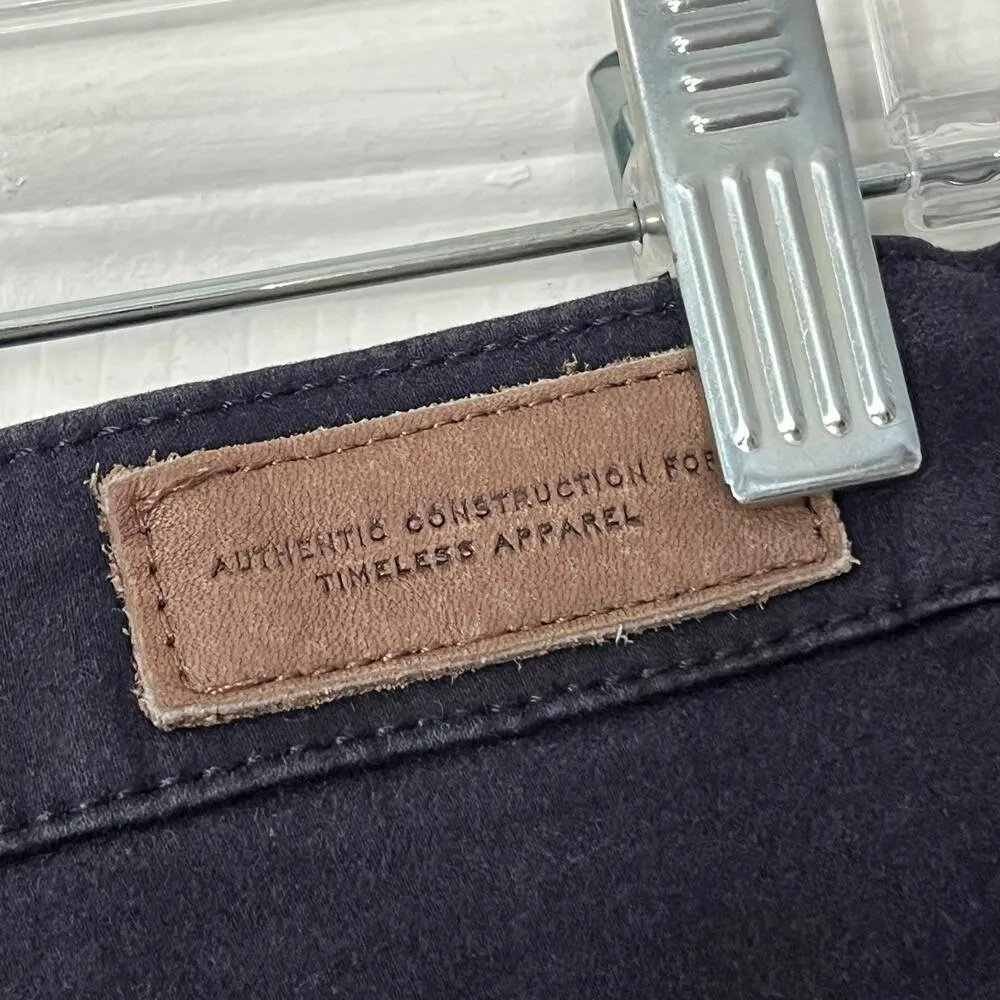 AUTHENTIC CONSTRUCTION FOR
TIMELESS APPAREL